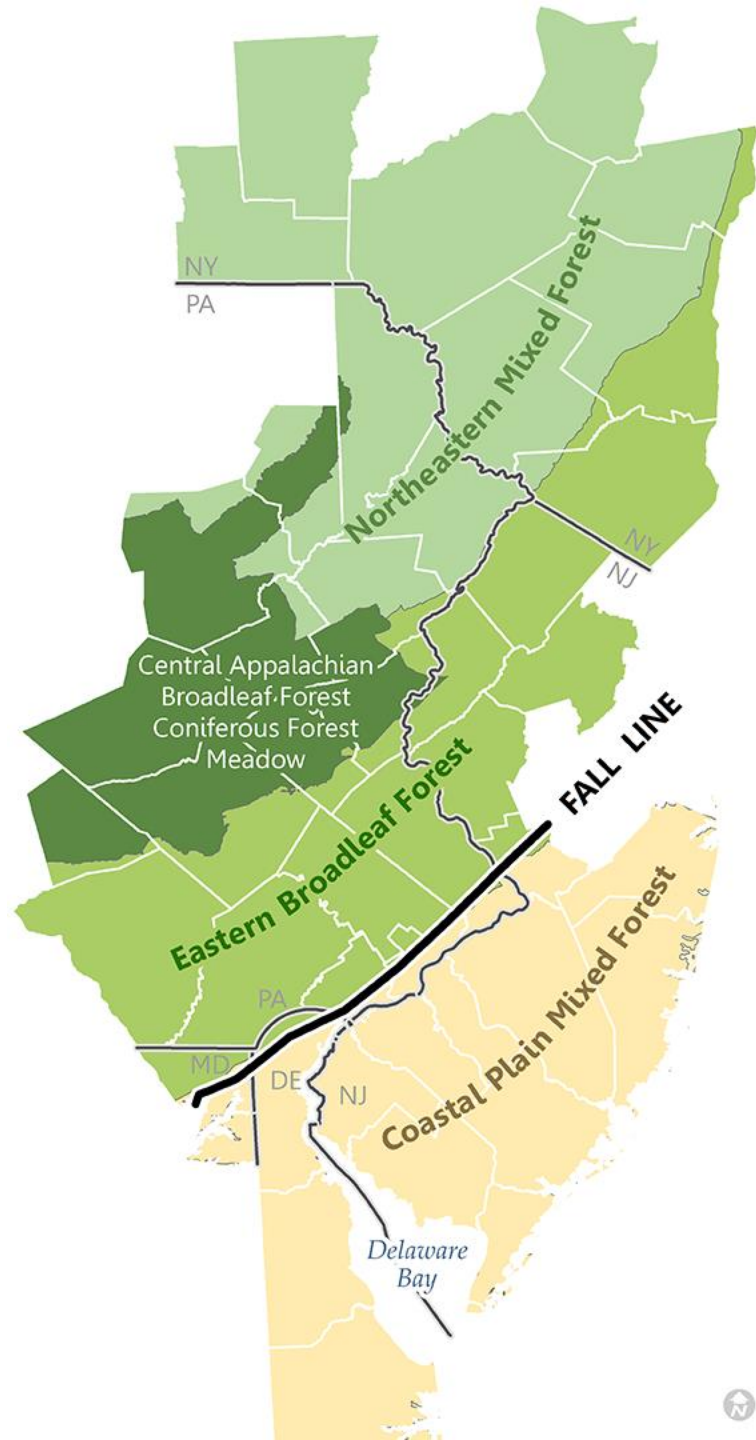 NY
PA
Northeastern Mixed Forest
NY
NJ
Central Appalachian
Broadleaf Forest
Coniferous Forest
Meadow
FALL LINE
Eastern Broadleaf Forest
Coastal Plain Mixed Forest
PA
MD
DE
NJ
Delaware
Bay
N